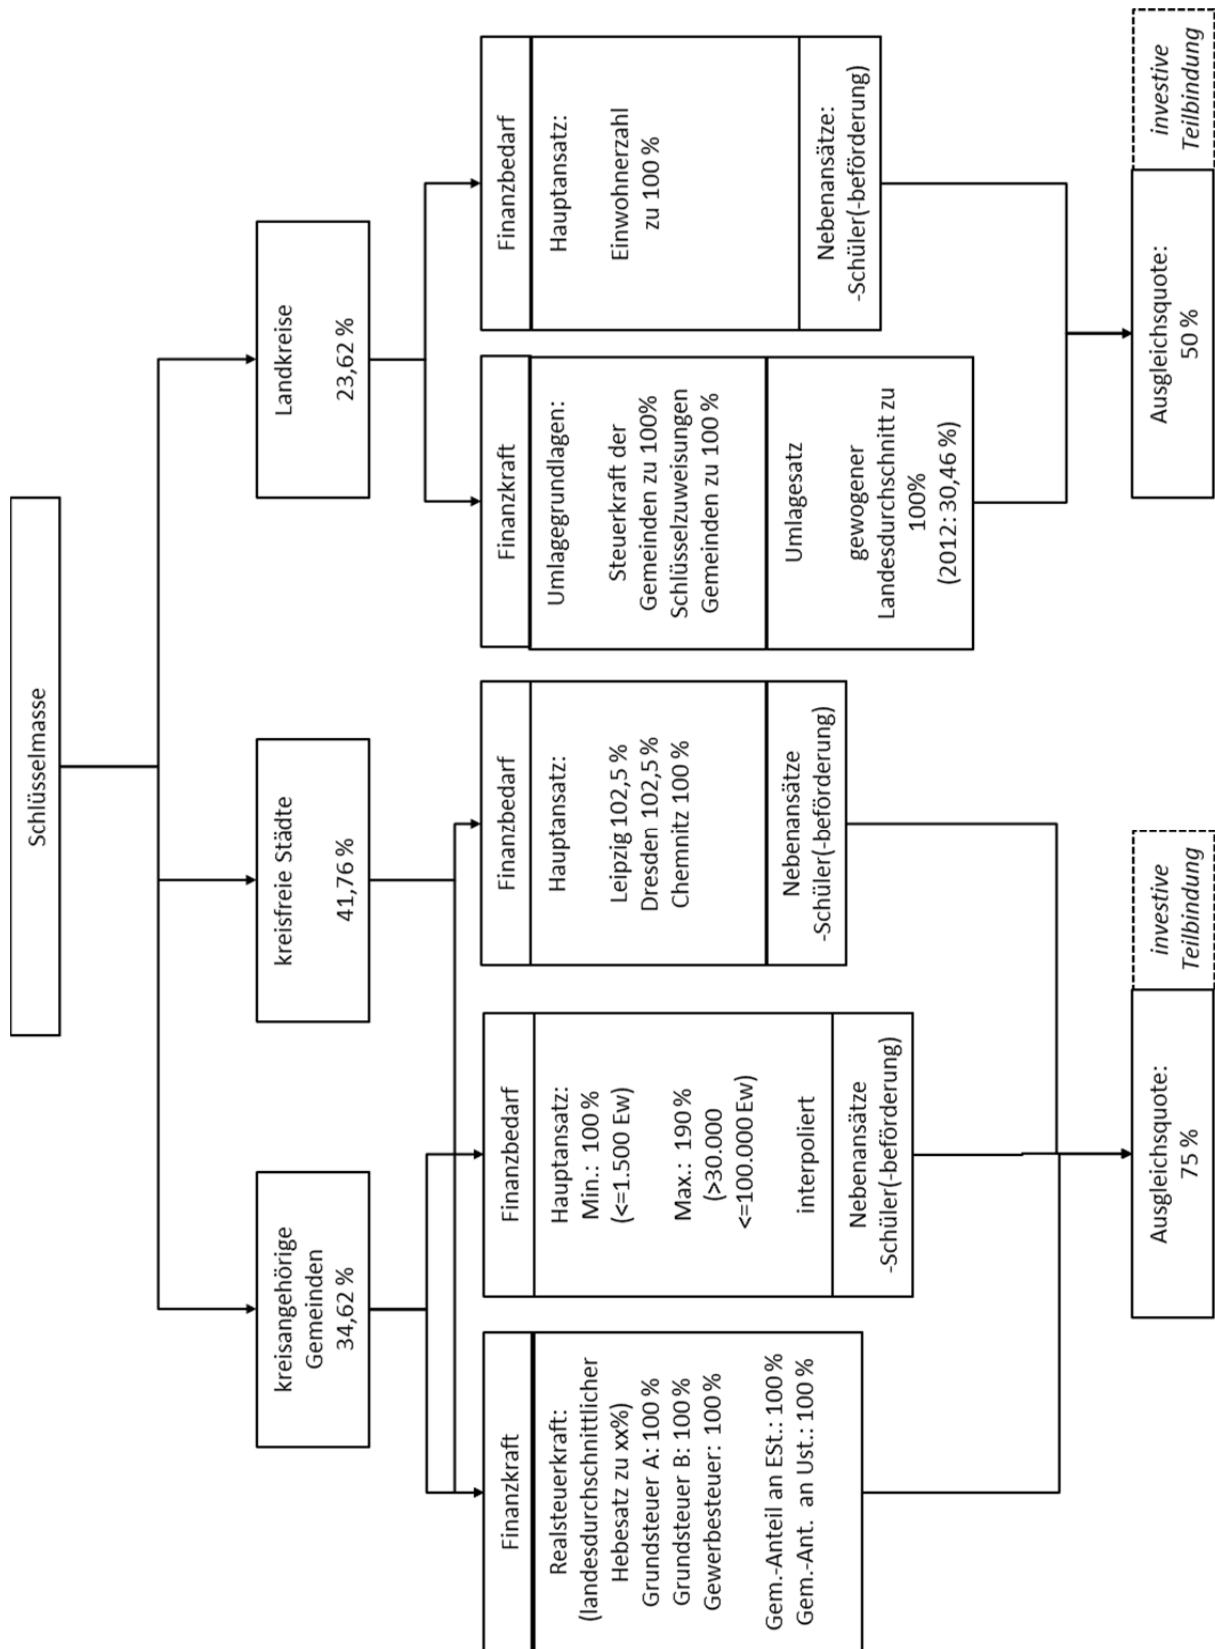 Schlüsselmasse
kreisangehörige
Gemeinden
34,62 %
kreisfreie Städte
41,76 %
Landkreise
23,62 %
Finanzkraft
Realsteuerkraft:
(landesdurchschnittlicher
Hebesatz zu xx%)
Grundsteuer A: 100 %
Grundsteuer B: 100 %
Gewerbesteuer: 100 %
Gem.-Anteil an ESt.: 100 %
Gem.-Ant. an Ust.: 100 %
Finanzbedarf
Hauptansatz:
Min.: 100 %
(<=1.500 Ew)
Max.: 190 %
(>30.000
<=100.000 Ew)
interpoliert
Nebenansätze
-Schüler(-beförderung)
Finanzbedarf
Hauptansatz:
Leipzig 102,5 %
Dresden 102,5 %
Chemnitz 100 %
Nebenansätze
-Schüler(-beförderung)
Finanzkraft
Umlagegrundlagen:
Steuerkraft der
Gemeinden zu 100%
Schlüsselzuweisungen
Gemeinden zu 100 %
Umlagesatz
gewogener
Landesdurchschnitt zu
100%
(2012: 30,46 %)
Finanzbedarf
Hauptansatz:
Einwohnerzahl
zu 100 %
Nebenansätze:
-Schüler(-beförderung)
Ausgleichsquote:
75 %
investive
Teilbindung
Ausgleichsquote:
50 %
investive
Teilbindung